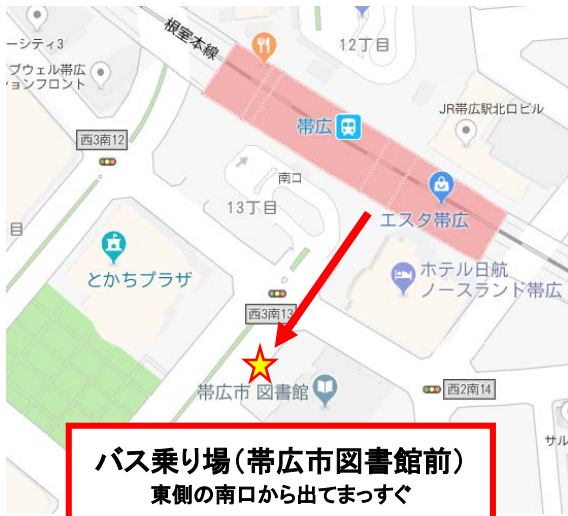 根室本線
12丁目
ーシティ3
プウェル帯広
ョンフロント
JR帯広駅北口ビル
帯広
西3南12
南口
エスタ帯広
13丁目
目
とかちプラザ
ホテル日航
ノースランド帯広
西3南13
帯広市 図書館
西2南14
サル
バス乗り場(帯広市図書館前)
東側の南口から出てまっすぐ